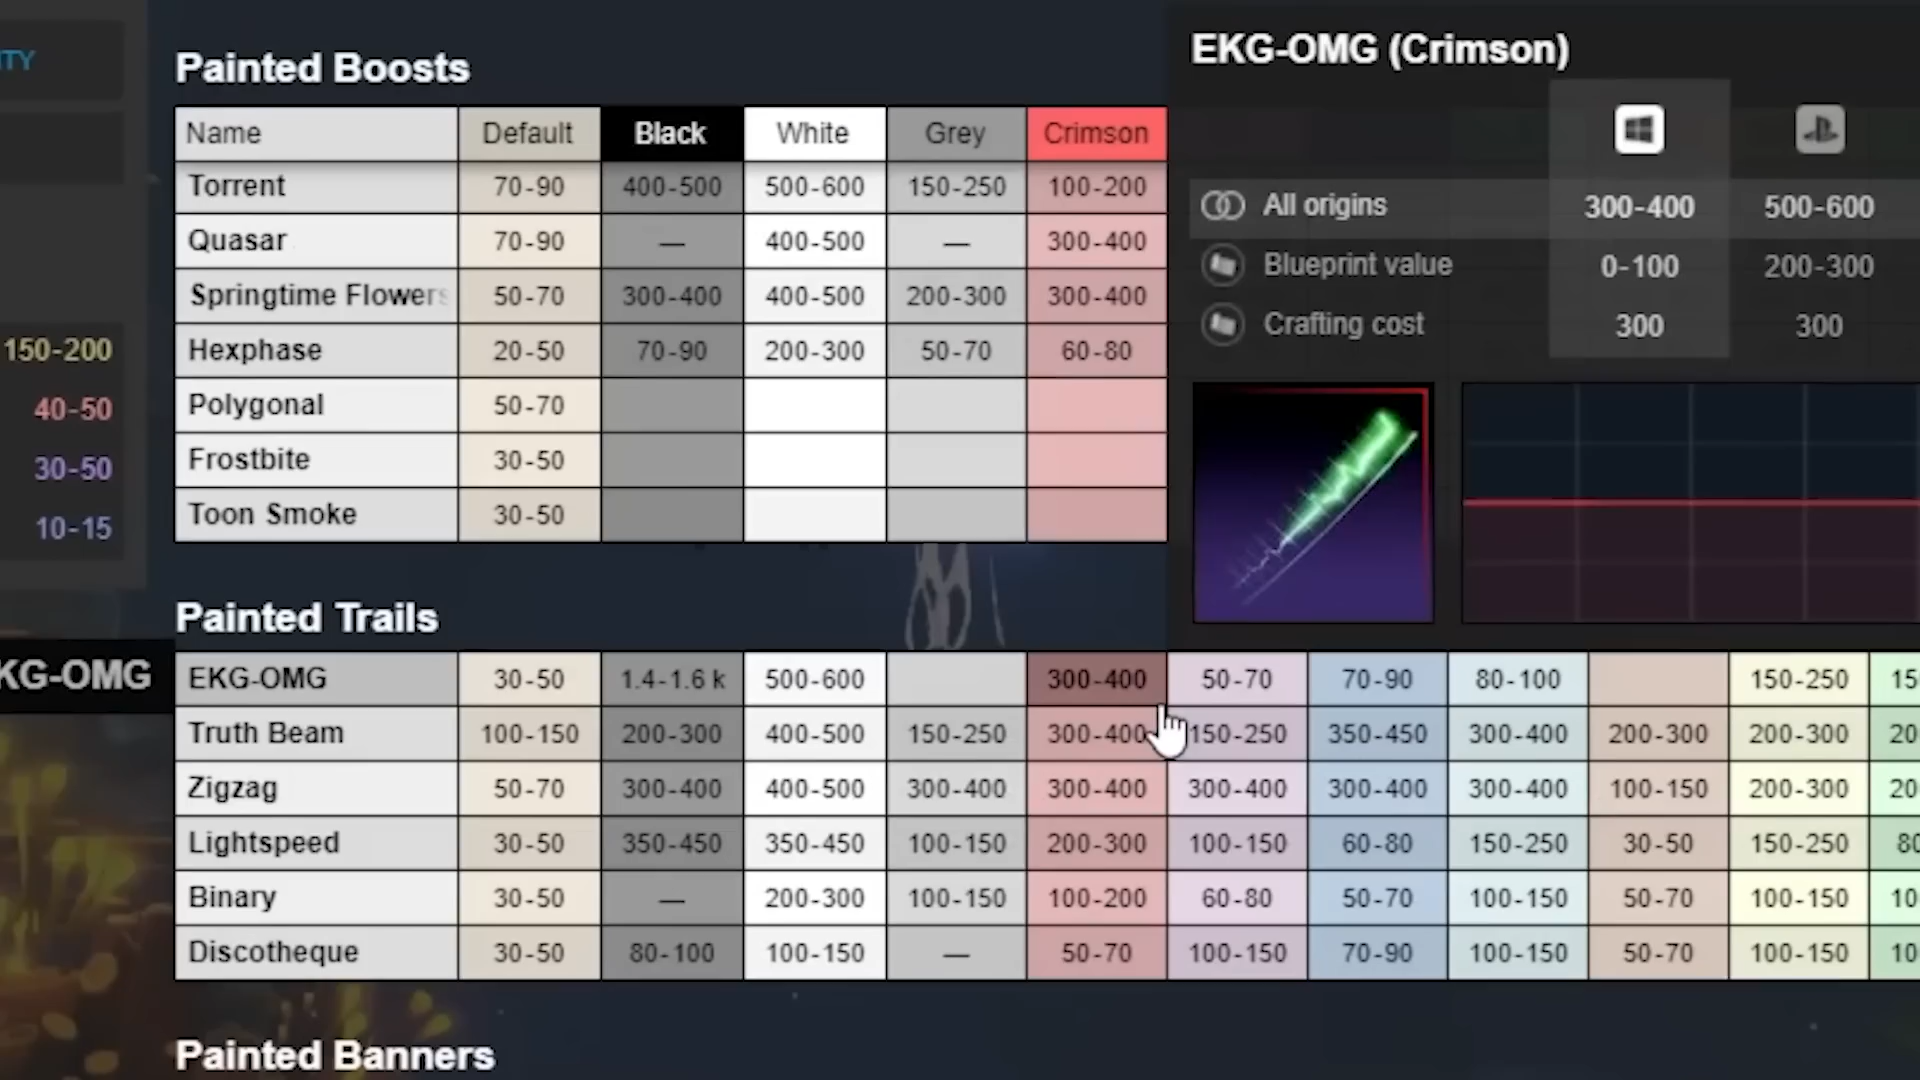 ITY
150-200
40-50
30-50
10-15
KG-OMG
Painted Boosts
Name Default Black White Grey Crimson
Torrent 70-90 400-500 500-600 150-250 100-200
Quasar 70-90 — 400-500 — 300-400
Springtime Flowers 50-70 300-400 400-500 200-300 300-400
Hexphase 20-50 70-90 200-300 50-70 60-80
Polygonal 50-70
Frostbite 30-50
Toon Smoke 30-50
EKG-OMG (Crimson)
All origins 300-400 500-600
Blueprint value 0-100 200-300
Crafting cost 300 300
Painted Trails
EKG-OMG 30-50 1.4-1.6 k 500-600 300-400 50-70 70-90 80-100 150-250 15
Truth Beam 100-150 200-300 400-500 150-250 300-400 150-250 350-450 300-400 200-300 200-300 20
Zigzag 50-70 300-400 400-500 300-400 300-400 300-400 300-400 300-400 100-150 200-300 20
Lightspeed 30-50 350-450 350-450 100-150 200-300 100-150 60-80 150-250 30-50 150-250 80
Binary 30-50 — 200-300 100-150 100-200 60-80 50-70 100-150 50-70 100-150 10
Discotheque 30-50 80-100 100-150 — 50-70 100-150 70-90 100-150 50-70 100-150 10
Painted Banners